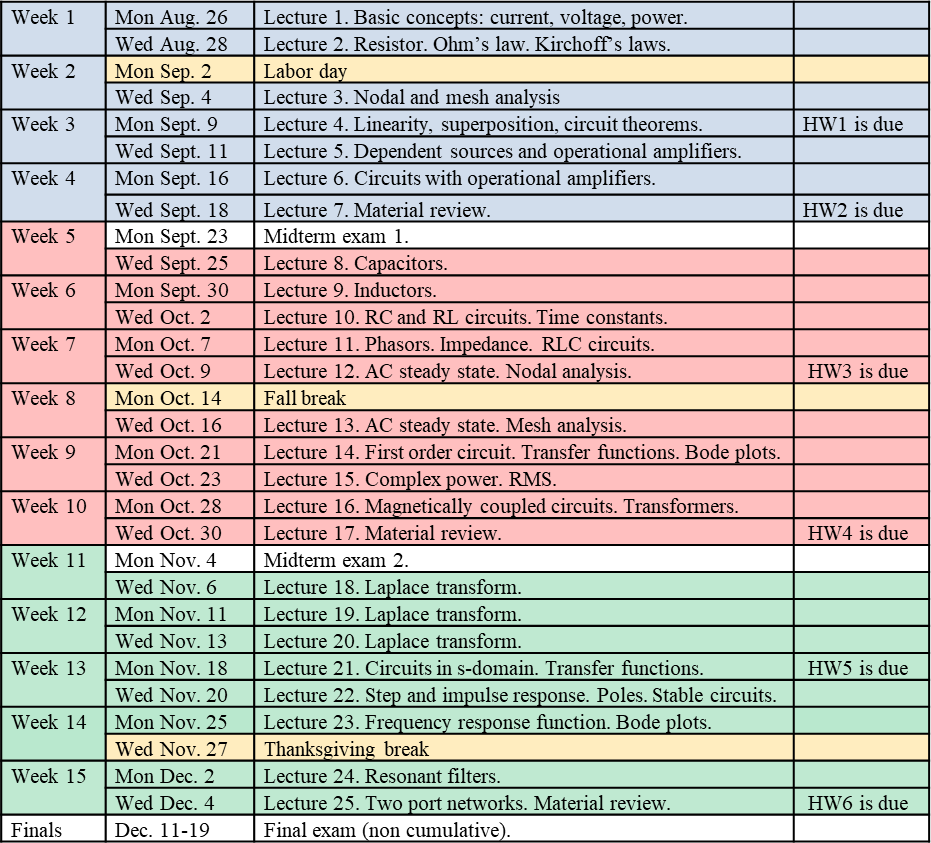 Week 1 Mon Aug. 26 Lecture 1. Basic concepts: current, voltage, power.
Wed Aug. 28 Lecture 2. Resistor. Ohm’s law. Kirchoff’s laws.
Week 2 Mon Sep. 2 Labor day
Wed Sep. 4 Lecture 3. Nodal and mesh analysis
Week 3 Mon Sept. 9 Lecture 4. Linearity, superposition, circuit theorems. HW1 is due
Wed Sept. 11 Lecture 5. Dependent sources and operational amplifiers.
Week 4 Mon Sept. 16 Lecture 6. Circuits with operational amplifiers.
Wed Sept. 18 Lecture 7. Material review. HW2 is due
Week 5 Mon Sept. 23 Midterm exam 1.
Wed Sept. 25 Lecture 8. Capacitors.
Week 6 Mon Sept. 30 Lecture 9. Inductors.
Wed Oct. 2 Lecture 10. RC and RL circuits. Time constants.
Week 7 Mon Oct. 7 Lecture 11. Phasors. Impedance. RLC circuits.
Wed Oct. 9 Lecture 12. AC steady state. Nodal analysis. HW3 is due
Week 8 Mon Oct. 14 Fall break
Wed Oct. 16 Lecture 13. AC steady state. Mesh analysis.
Week 9 Mon Oct. 21 Lecture 14. First order circuit. Transfer functions. Bode plots.
Wed Oct. 23 Lecture 15. Complex power. RMS.
Week 10 Mon Oct. 28 Lecture 16. Magnetically coupled circuits. Transformers.
Wed Oct. 30 Lecture 17. Material review. HW4 is due
Week 11 Mon Nov. 4 Midterm exam 2.
Wed Nov. 6 Lecture 18. Laplace transform.
Week 12 Mon Nov. 11 Lecture 19. Laplace transform.
Wed Nov. 13 Lecture 20. Laplace transform.
Week 13 Mon Nov. 18 Lecture 21. Circuits in s-domain. Transfer functions. HW5 is due
Wed Nov. 20 Lecture 22. Step and impulse response. Poles. Stable circuits.
Week 14 Mon Nov. 25 Lecture 23. Frequency response function. Bode plots.
Wed Nov. 27 Thanksgiving break
Week 15 Mon Dec. 2 Lecture 24. Resonant filters.
Wed Dec. 4 Lecture 25. Two port networks. Material review. HW6 is due
Finals Dec. 11-19 Final exam (non cumulative).